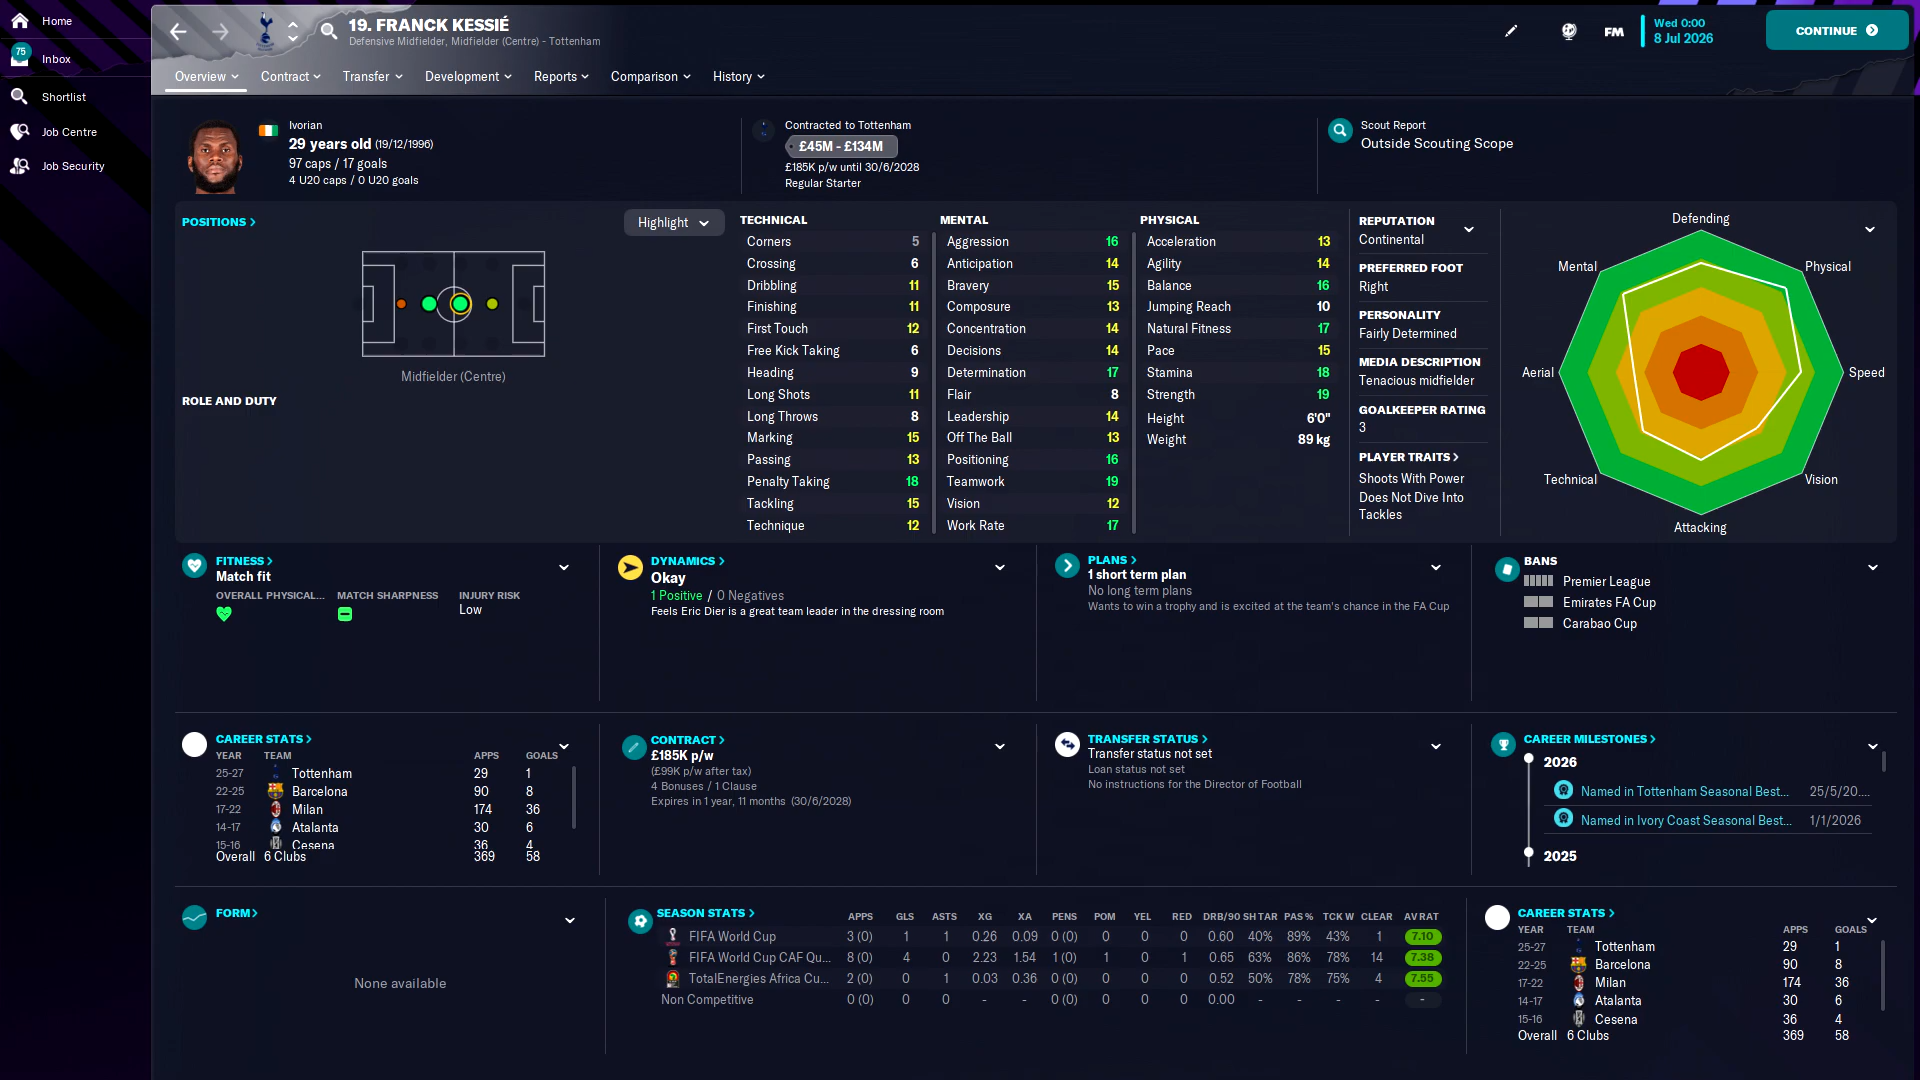 Home
75
Inbox
Shortlist
Job Centre
Job Security
19. FRANCK KESSIÉ
Defensive Midfielder, Midfielder (Centre) - Tottenham
FM
Wed 0:00
8 Jul 2026
CONTINUE
Overview
Contract
Transfer
Development
Reports
Comparison
History
Ivorian
29 years old (19/12/1996)
97 caps / 17 goals
4 U20 caps / 0 U20 goals
Contracted to Tottenham
£45M - £134M
£185K p/w until 30/6/2028
Regular Starter
Scout Report
Outside Scouting Scope
POSITIONS
Highlight
Midfielder (Centre)
ROLE AND DUTY
TECHNICAL
Corners 5
Crossing 6
Dribbling 11
Finishing 11
First Touch 12
Free Kick Taking 6
Heading 9
Long Shots 11
Long Throws 8
Marking 15
Passing 13
Penalty Taking 18
Tackling 15
Technique 12
MENTAL
Aggression 16
Anticipation 14
Bravery 15
Composure 13
Concentration 14
Decisions 14
Determination 17
Flair 8
Leadership 14
Off The Ball 13
Positioning 16
Teamwork 19
Vision 12
Work Rate 17
PHYSICAL
Acceleration 13
Agility 14
Balance 16
Jumping Reach 10
Natural Fitness 17
Pace 15
Stamina 18
Strength 19
Height 6'0"
Weight 89 kg
REPUTATION
Continental
PREFERRED FOOT
Right
PERSONALITY
Fairly Determined
MEDIA DESCRIPTION
Tenacious midfielder
GOALKEEPER RATING
3
PLAYER TRAITS
Shoots With Power
Does Not Dive Into
Tackles
Defending
Mental
Physical
Aerial
Speed
Technical
Vision
Attacking
FITNESS
Match fit
OVERALL PHYSICAL... MATCH SHARPNESS INJURY RISK
Low
DYNAMICS
Okay
1 Positive / 0 Negatives
Feels Eric Dier is a great team leader in the dressing room
PLANS
1 short term plan
No long term plans
Wants to win a trophy and is excited at the team's chance in the FA Cup
BANS
Premier League
Emirates FA Cup
Carabao Cup
CAREER STATS
YEAR TEAM APPS GOALS
25-27 Tottenham 29 1
22-25 Barcelona 90 8
17-22 Milan 174 36
14-17 Atalanta 30 6
15-16 Cesena 36 4
Overall 6 Clubs 369 58
CONTRACT
£185K p/w
(£99K p/w after tax)
4 Bonuses / 1 Clause
Expires in 1 year, 11 months (30/6/2028)
TRANSFER STATUS
Transfer status not set
Loan status not set
No instructions for the Director of Football
CAREER MILESTONES
2026
Named in Tottenham Seasonal Best... 25/5/20....
Named in Ivory Coast Seasonal Best... 1/1/2026
2025
FORM
None available
SEASON STATS APPS GLS ASTS XG XA PENS POM YEL RED DRB/90 SH TAR PAS % TCK W CLEAR AV RAT
FIFA World Cup 3 (0) 1 1 0.26 0.09 0 (0) 0 0 0 0.60 40% 89% 43% 1 7.10
FIFA World Cup CAF Qu... 8 (0) 4 0 2.23 1.54 1 (0) 1 0 1 0.65 63% 86% 78% 14 7.38
TotalEnergies Africa Cu... 2 (0) 0 1 0.03 0.36 0 (0) 0 0 0 0.52 50% 78% 75% 4 7.55
Non Competitive 0 (0) 0 0 - - 0 (0) 0 0 0 0.00 - - - - -
CAREER STATS
YEAR TEAM APPS GOALS
25-27 Tottenham 29 1
22-25 Barcelona 90 8
17-22 Milan 174 36
14-17 Atalanta 30 6
15-16 Cesena 36 4
Overall 6 Clubs 369 58